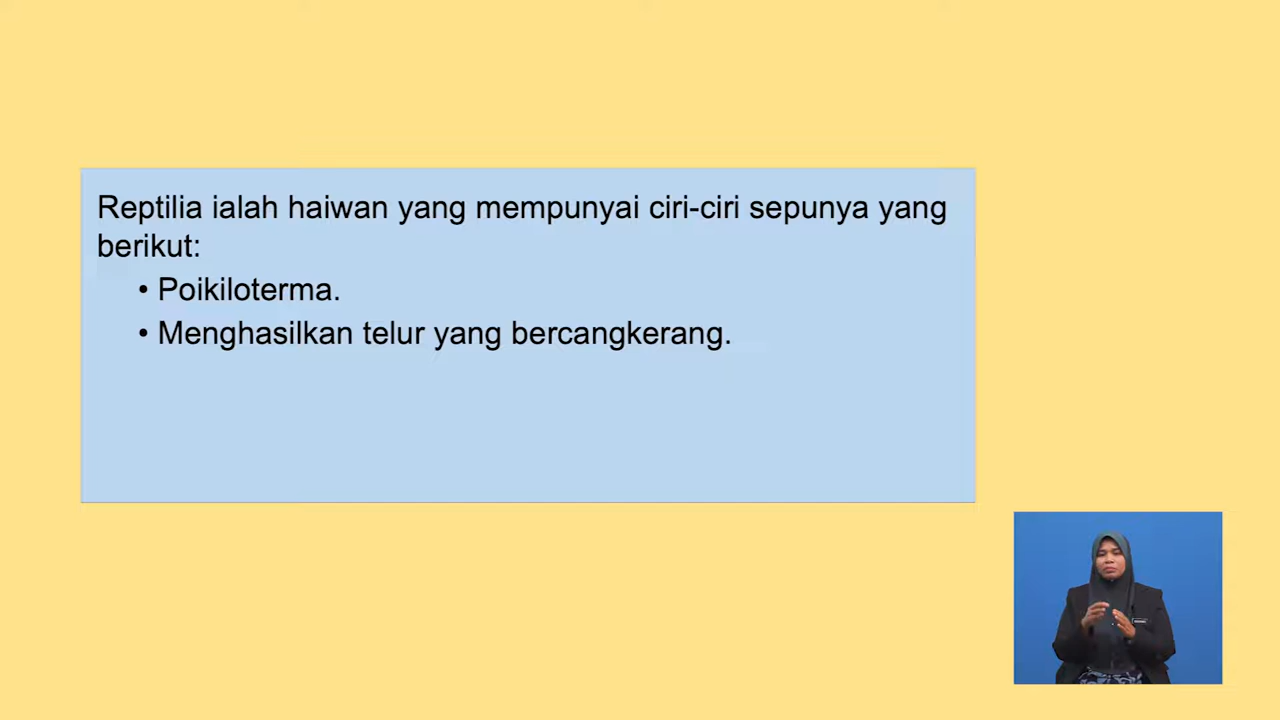 Reptilia ialah haiwan yang mempunyai ciri-ciri sepunya yang
berikut:
• Poikiloterma.
• Menghasilkan telur yang bercangkerang.